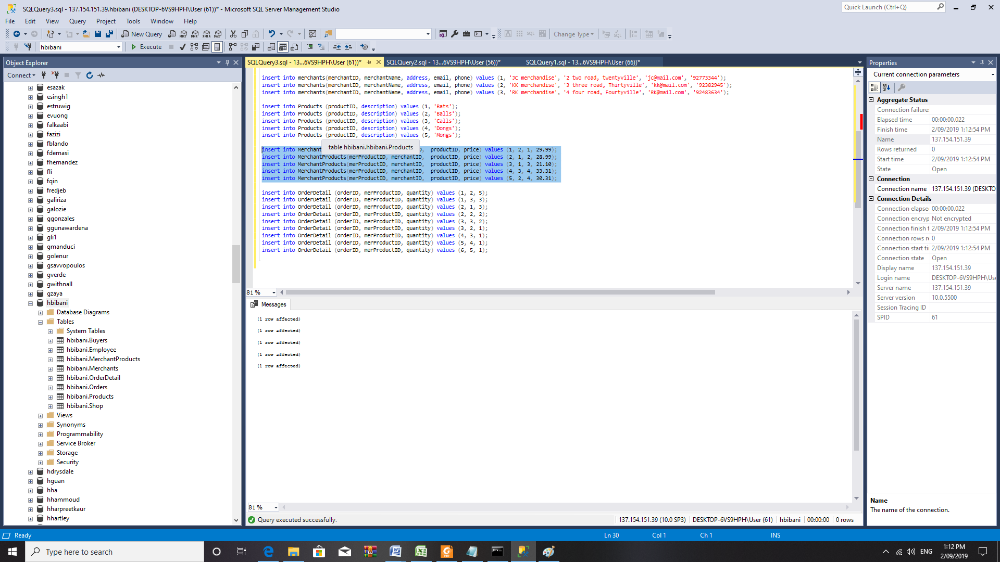 SQLQuery3.sql - 137.154.151.39.hbibani (DESKTOP-6VS9HPH\User (61))* - Microsoft SQL Server Management Studio
Quick Launch (Ctrl+Q)
File Edit View Query Project Tools Window Help
New Query
MDX DMX XMLA DAX
SQL
Change Type
hbibani
Execute
Object Explorer
Connect
esazak
esingh1
estruwig
evuong
falkaabi
fazizi
fblando
fdemasi
fhernandez
fli
fqin
fredjeb
galiriza
galozie
ggonzales
ggunawardena
gli1
gmanduci
golenur
gsavvopoulos
gverde
gwithnall
gzaya
hbibani
Database Diagrams
Tables
System Tables
hbibani.Buyers
hbibani.Employee
hbibani.MerchantProducts
hbibani.Merchants
hbibani.OrderDetail
hbibani.Orders
hbibani.Products
hbibani.Shop
Views
Synonyms
Programmability
Service Broker
Storage
Security
hdrysdale
hguan
hha
hhammoud
hharpreetkaur
hhartley
SQLQuery3.sql - 13...6VS9HPH\User (61))*
SQLQuery2.sql - 13...6VS9HPH\User (56))*
SQLQuery1.sql - 13...6VS9HPH\User (66))*
insert into merchants(merchantID, merchantName, address, email, phone) values (1, 'JC merchandise', '2 two road, twentyville', 'jc@mail.com', '92773344');
insert into merchants(merchantID, merchantName, address, email, phone) values (2, 'KK merchandise', '3 three road, Thirtyville', 'kk@mail.com', '92382945');
insert into merchants(merchantID, merchantName, address, email, phone) values (3, 'RK merchandise', '4 four road, Fourtyville', 'RK@mail.com', '92483634');
insert into Products (productID, description) values (1, 'Bats');
insert into Products (productID, description) values (2, 'Balls');
insert into Products (productID, description) values (3, 'Calls');
insert into Products (productID, description) values (4, 'Dongs');
insert into Products (productID, description) values (5, 'Mongs');
table hbibani.hbibani.Products
insert into Merchant ID, productID, price) values (1, 2, 1, 29.99);
insert into MerchantProducts(merProductID, merchantID, productID, price) values (2, 1, 2, 28.99);
insert into MerchantProducts(merProductID, merchantID, productID, price) values (3, 1, 3, 21.10);
insert into MerchantProducts(merProductID, merchantID, productID, price) values (4, 3, 4, 33.31);
insert into MerchantProducts(merProductID, merchantID, productID, price) values (5, 2, 4, 30.31);
insert into OrderDetail (orderID, merProductID, quantity) values (1, 2, 5);
insert into OrderDetail (orderID, merProductID, quantity) values (1, 3, 3);
insert into OrderDetail (orderID, merProductID, quantity) values (2, 1, 3);
insert into OrderDetail (orderID, merProductID, quantity) values (2, 2, 2);
insert into OrderDetail (orderID, merProductID, quantity) values (3, 3, 2);
insert into OrderDetail (orderID, merProductID, quantity) values (3, 2, 1);
insert into OrderDetail (orderID, merProductID, quantity) values (4, 3, 1);
insert into OrderDetail (orderID, merProductID, quantity) values (5, 4, 1);
insert into OrderDetail (orderID, merProductID, quantity) values (6, 5, 1);
81 %
Messages
(1 row affected)
(1 row affected)
(1 row affected)
(1 row affected)
(1 row affected)
81 %
Query executed successfully.
137.154.151.39 (10.0 SP3)
DESKTOP-6VS9HPH\User (61)
hbibani
00:00:00
0 rows
Properties
Current connection parameters
Aggregate Status
Connection failures
Elapsed time 00:00:00.022
Finish time 2/09/2019 1:12:54 PM
Name 137.154.151.39
Rows returned 0
Start time 2/09/2019 1:12:54 PM
State Open
Connection
Connection name 137.154.151.39 (DESKTO
Connection Details
Connection elapse 00:00:00.022
Connection encryp Not encrypted
Connection finish t 2/09/2019 1:12:54 PM
Connection rows re 0
Connection start ti 2/09/2019 1:12:54 PM
Connection state Open
Display name 137.154.151.39
Login name DESKTOP-6VS9HPH\Use
Server name 137.154.151.39
Server version 10.0.5500
Session Tracing ID
SPID 61
Name
The name of the connection.
Ready
Ln 30
Col 1
Ch 1
INS
Type here to search
ENG
1:12 PM
2/09/2019